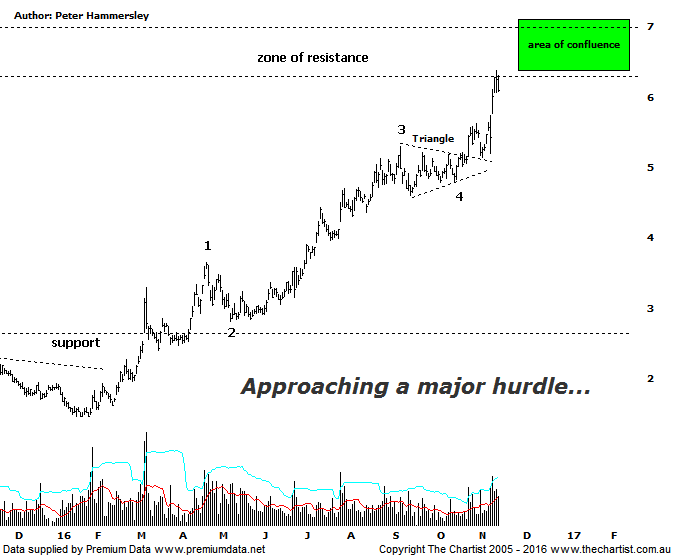 Author: Peter Hammersley
7
area of confluence
zone of resistance
6
3
Triangle
5
4
4
1
3
2
support
2
Approaching a major hurdle...
D 16 F M A M J J A S O N D 17 F
Data supplied by Premium Data www.premiumdata.net
Copyright The Chartist 2005 - 2016 www.thechartist.com.au